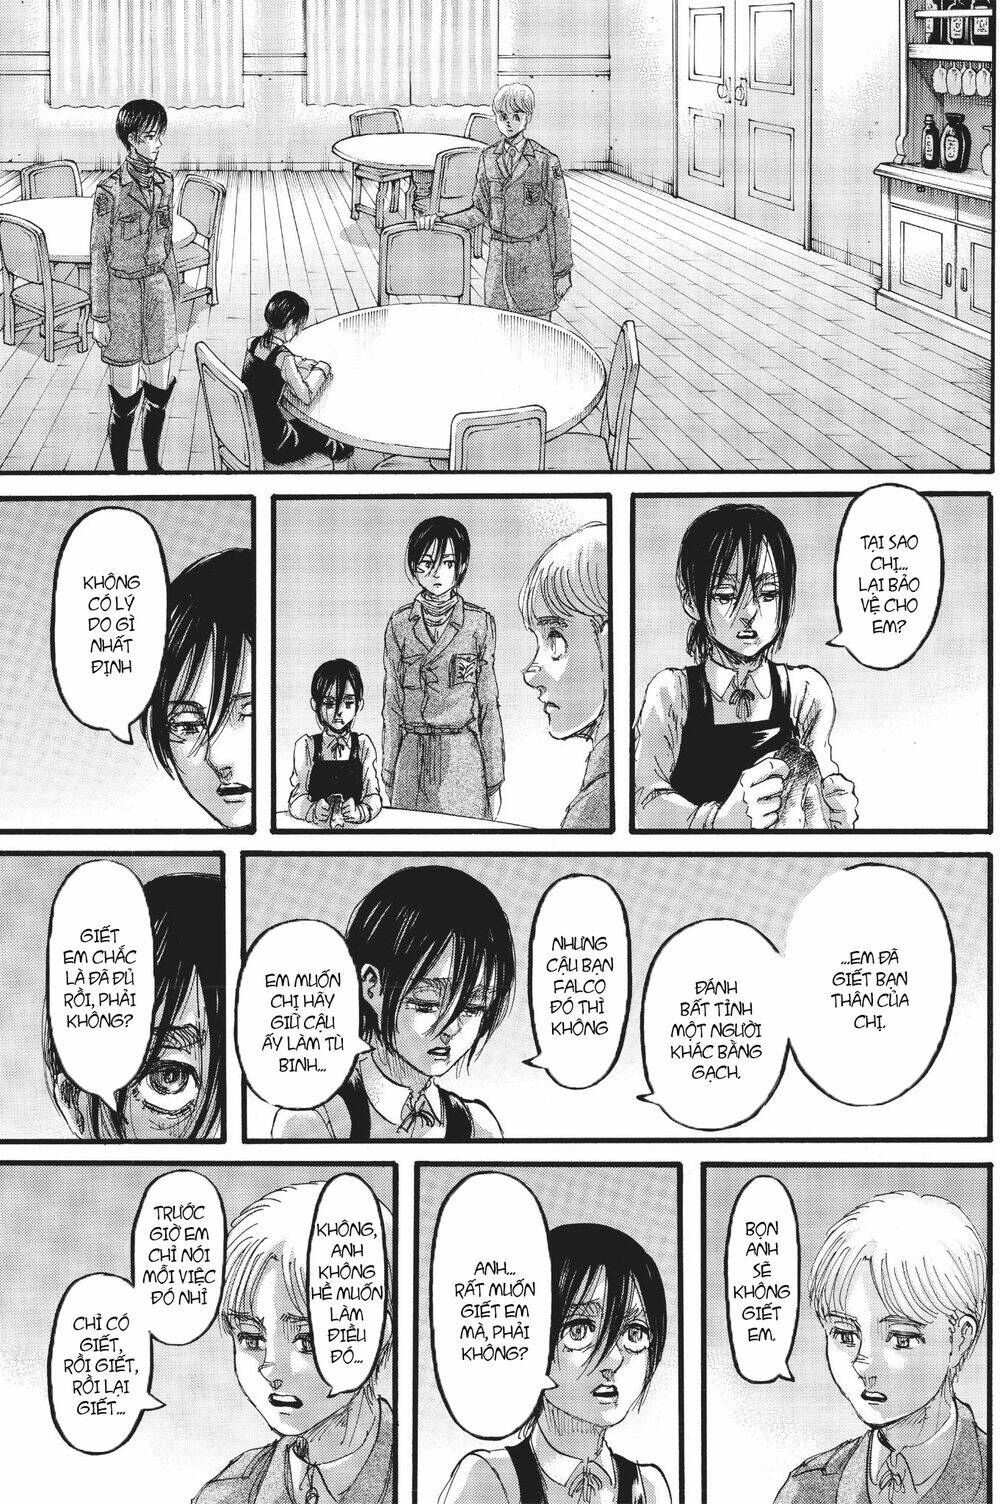 TẠI SAO
CHỊ...
LẠI BẢO
VỆ CHO
EM?
KHÔNG
CÓ LÝ
DO GÌ
NHẤT
ĐỊNH
...EM ĐÃ
GIẾT BẠN
THÂN CỦA
CHỊ.
ĐÁNH
BẤT TỈNH
MỘT NGƯỜI
KHÁC BẰNG
GẠCH.
NHƯNG
CẬU BẠN
FALCO
ĐÓ THÌ
KHÔNG
EM MUỐN
CHỊ HÃY
GIỮ CẬU
ẤY LÀM TÙ
BINH...
GIẾT
EM CHẮC
LÀ ĐÃ ĐỦ
RỒI, PHẢI
KHÔNG?
BỌN
ANH
SẼ
KHÔNG
GIẾT
EM.
ANH...
RẤT MUỐN
GIẾT EM
MÀ, PHẢI
KHÔNG?
KHÔNG,
ANH
KHÔNG
HỀ MUỐN
LÀM
ĐIỀU
ĐÓ...
TRƯỚC
GIỜ EM
CHỈ NÓI
MỖI VIỆC
ĐÓ NHỈ
CHỈ CÓ
GIẾT,
RỒI GIẾT,
RỒI LẠI
GIẾT...